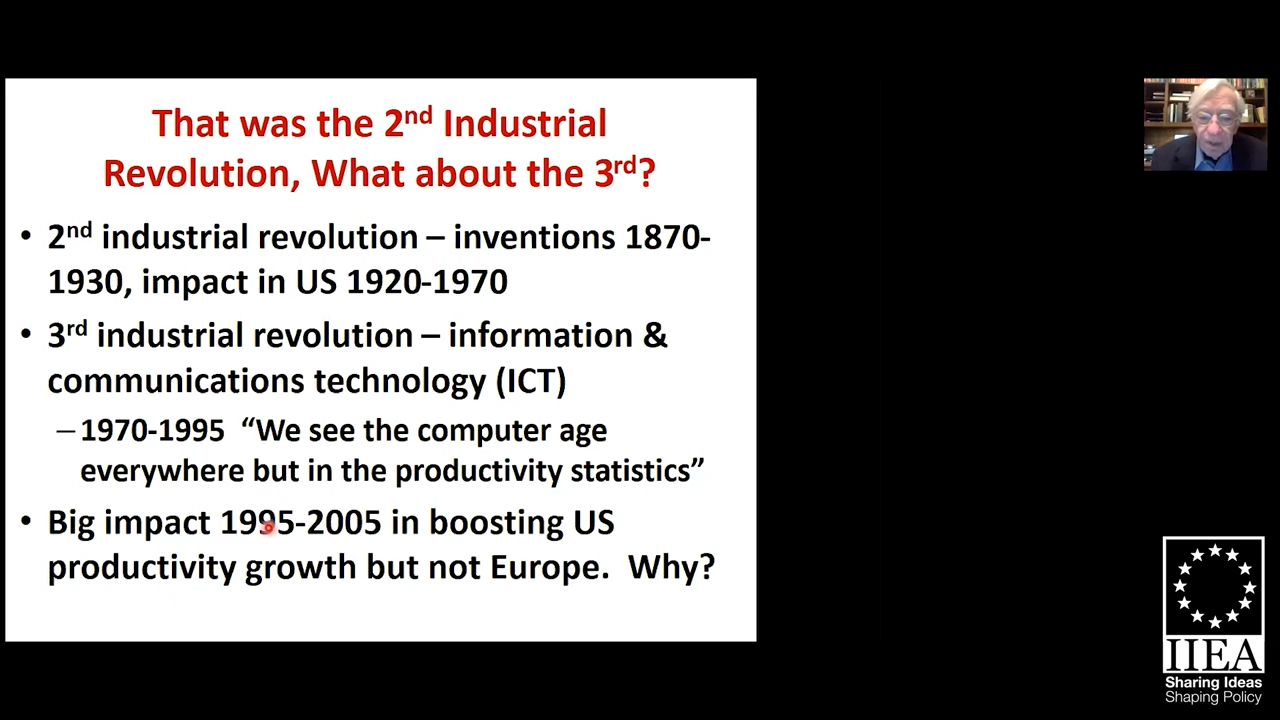 That was the 2nd Industrial
Revolution, What about the 3rd?
• 2nd industrial revolution – inventions 1870-
1930, impact in US 1920-1970
• 3rd industrial revolution – information &
communications technology (ICT)
– 1970-1995 “We see the computer age
everywhere but in the productivity statistics”
• Big impact 1995-2005 in boosting US
productivity growth but not Europe. Why?
IIEA
Sharing Ideas
Shaping Policy